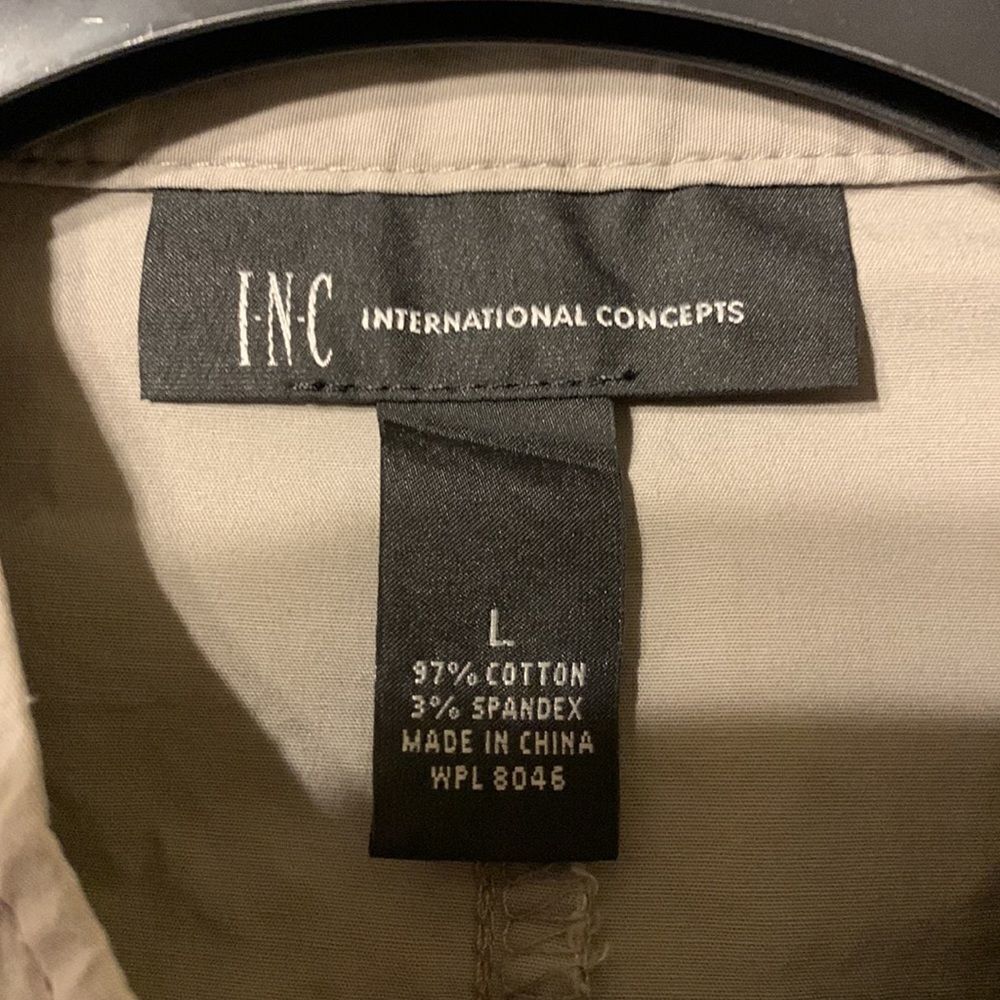 I·N·C INTERNATIONAL CONCEPTS
L
97% COTTON
3% SPANDEX
MADE IN CHINA
WPL 8046